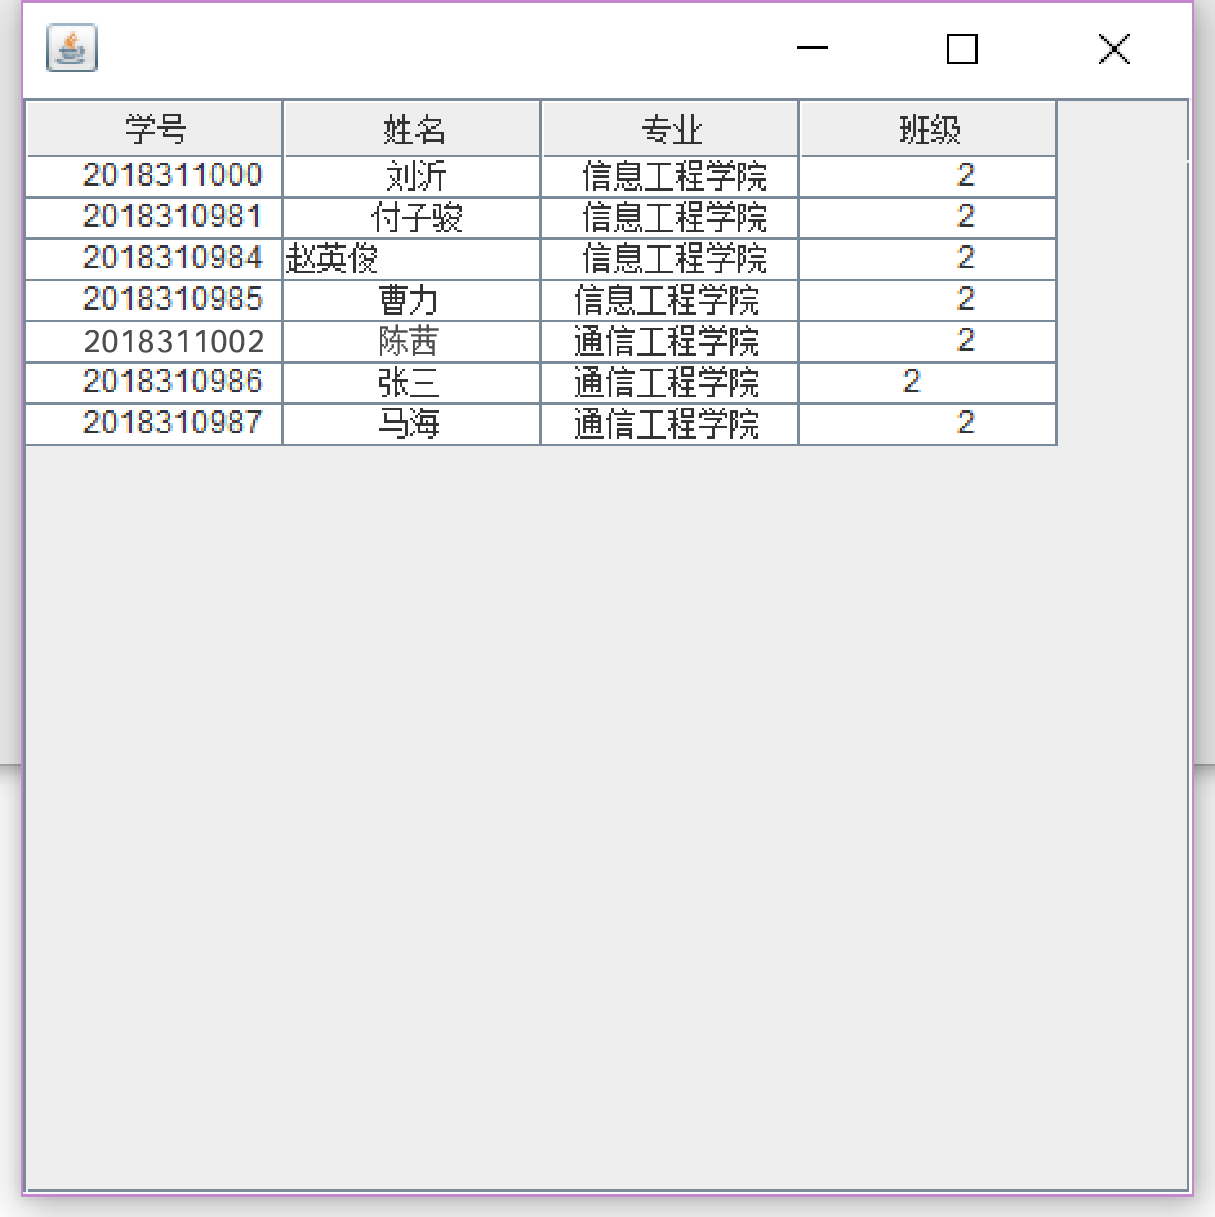 学号 姓名 专业 班级
2018311000 刘沂 信息工程学院 2
2018310981 付子骏 信息工程学院 2
2018310984 赵英俊 信息工程学院 2
2018310985 曹力 信息工程学院 2
2018311002 陈茜 通信工程学院 2
2018310986 张三 通信工程学院 2
2018310987 马海 通信工程学院 2